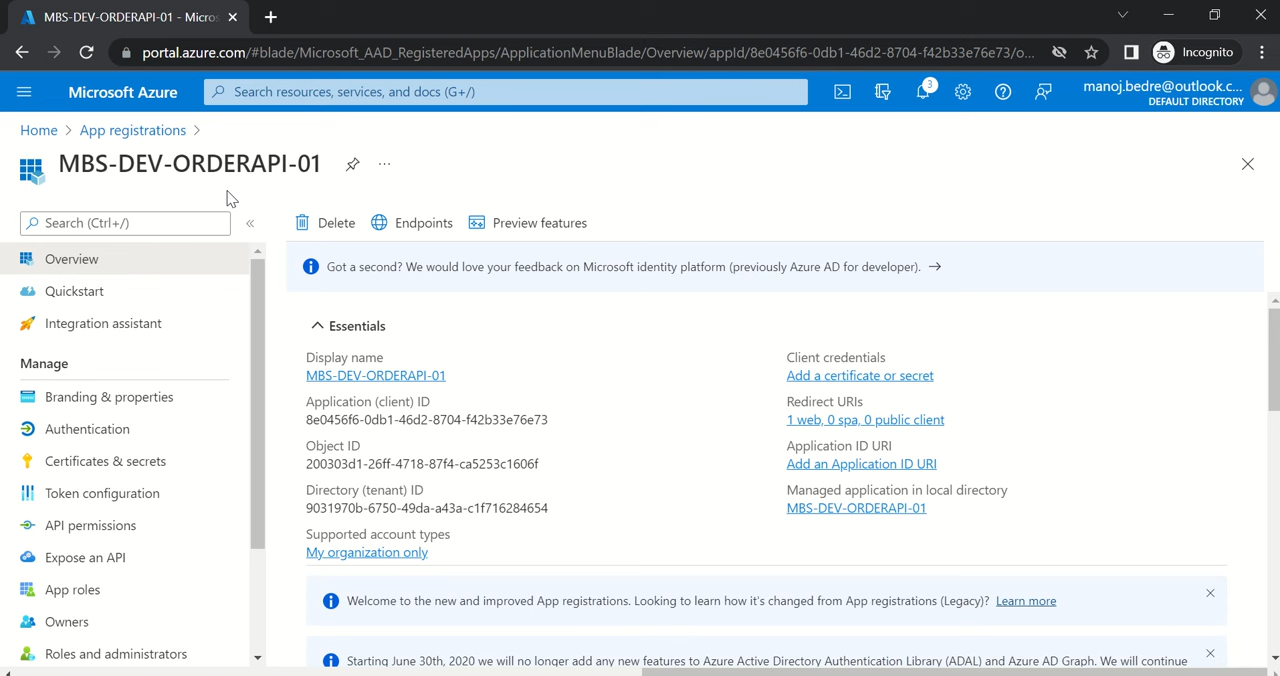 MBS-DEV-ORDERAPI-01 - Micros
Incognito
portal.azure.com/#blade/Microsoft_AAD_RegisteredApps/ApplicationMenuBlade/Overview/appId/8e0456f6-0db1-46d2-8704-f42b33e76e73/o...
Microsoft Azure
Search resources, services, and docs (G+/)
3
manoj.bedre@outlook.c...
DEFAULT DIRECTORY
Home > App registrations >
MBS-DEV-ORDERAPI-01
Search (Ctrl+/)
Overview
Quickstart
Integration assistant
Manage
Branding & properties
Authentication
Certificates & secrets
Token configuration
API permissions
Expose an API
App roles
Owners
Roles and administrators
Delete
Endpoints
Preview features
Got a second? We would love your feedback on Microsoft identity platform (previously Azure AD for developer). →
Essentials
Display name
MBS-DEV-ORDERAPI-01
Application (client) ID
8e0456f6-0db1-46d2-8704-f42b33e76e73
Object ID
200303d1-26ff-4718-87f4-ca5253c1606f
Directory (tenant) ID
9031970b-6750-49da-a43a-c1f716284654
Supported account types
My organization only
Client credentials
Add a certificate or secret
Redirect URIs
1 web, 0 spa, 0 public client
Application ID URI
Add an Application ID URI
Managed application in local directory
MBS-DEV-ORDERAPI-01
Welcome to the new and improved App registrations. Looking to learn how it's changed from App registrations (Legacy)? Learn more
Starting June 30th, 2020 we will no longer add any new features to Azure Active Directory Authentication Library (ADAL) and Azure AD Graph. We will continue